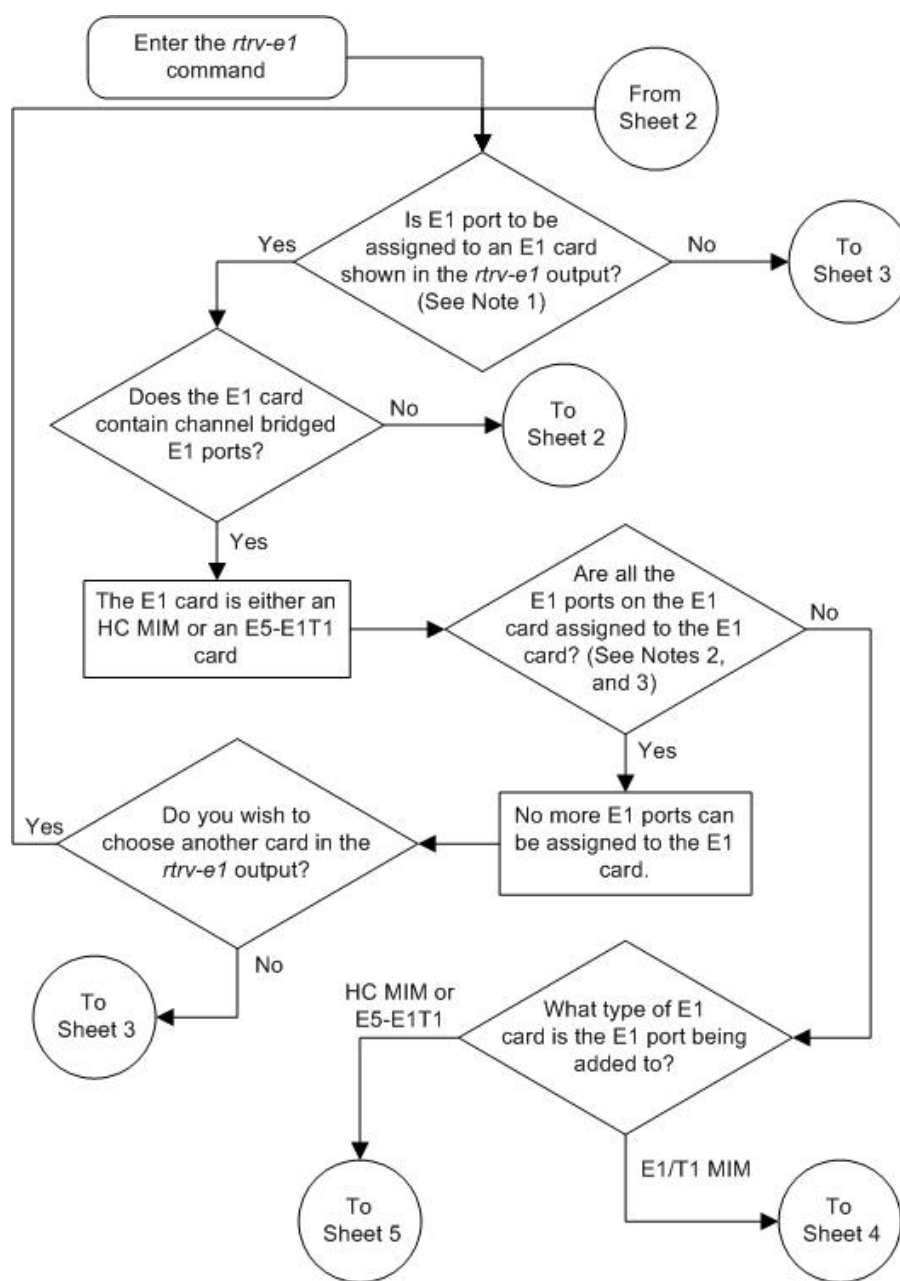 Enter the rtrv-e1
command
From
Sheet 2
Is E1 port to be
assigned to an E1 card
shown in the rtrv-e1 output?
(See Note 1)
Yes
No
To
Sheet 3
Does the E1 card
contain channel bridged
E1 ports?
No
To
Sheet 2
Yes
The E1 card is either an
HC MIM or an E5-E1T1
card
Are all the
E1 ports on the E1
card assigned to the E1
card? (See Notes 2,
and 3)
No
Yes
No more E1 ports can
be assigned to the E1
card.
Do you wish to
choose another card in the
rtrv-e1 output?
Yes
No
To
Sheet 3
What type of E1
card is the E1 port being
added to?
HC MIM or
E5-E1T1
E1/T1 MIM
To
Sheet 5
To
Sheet 4